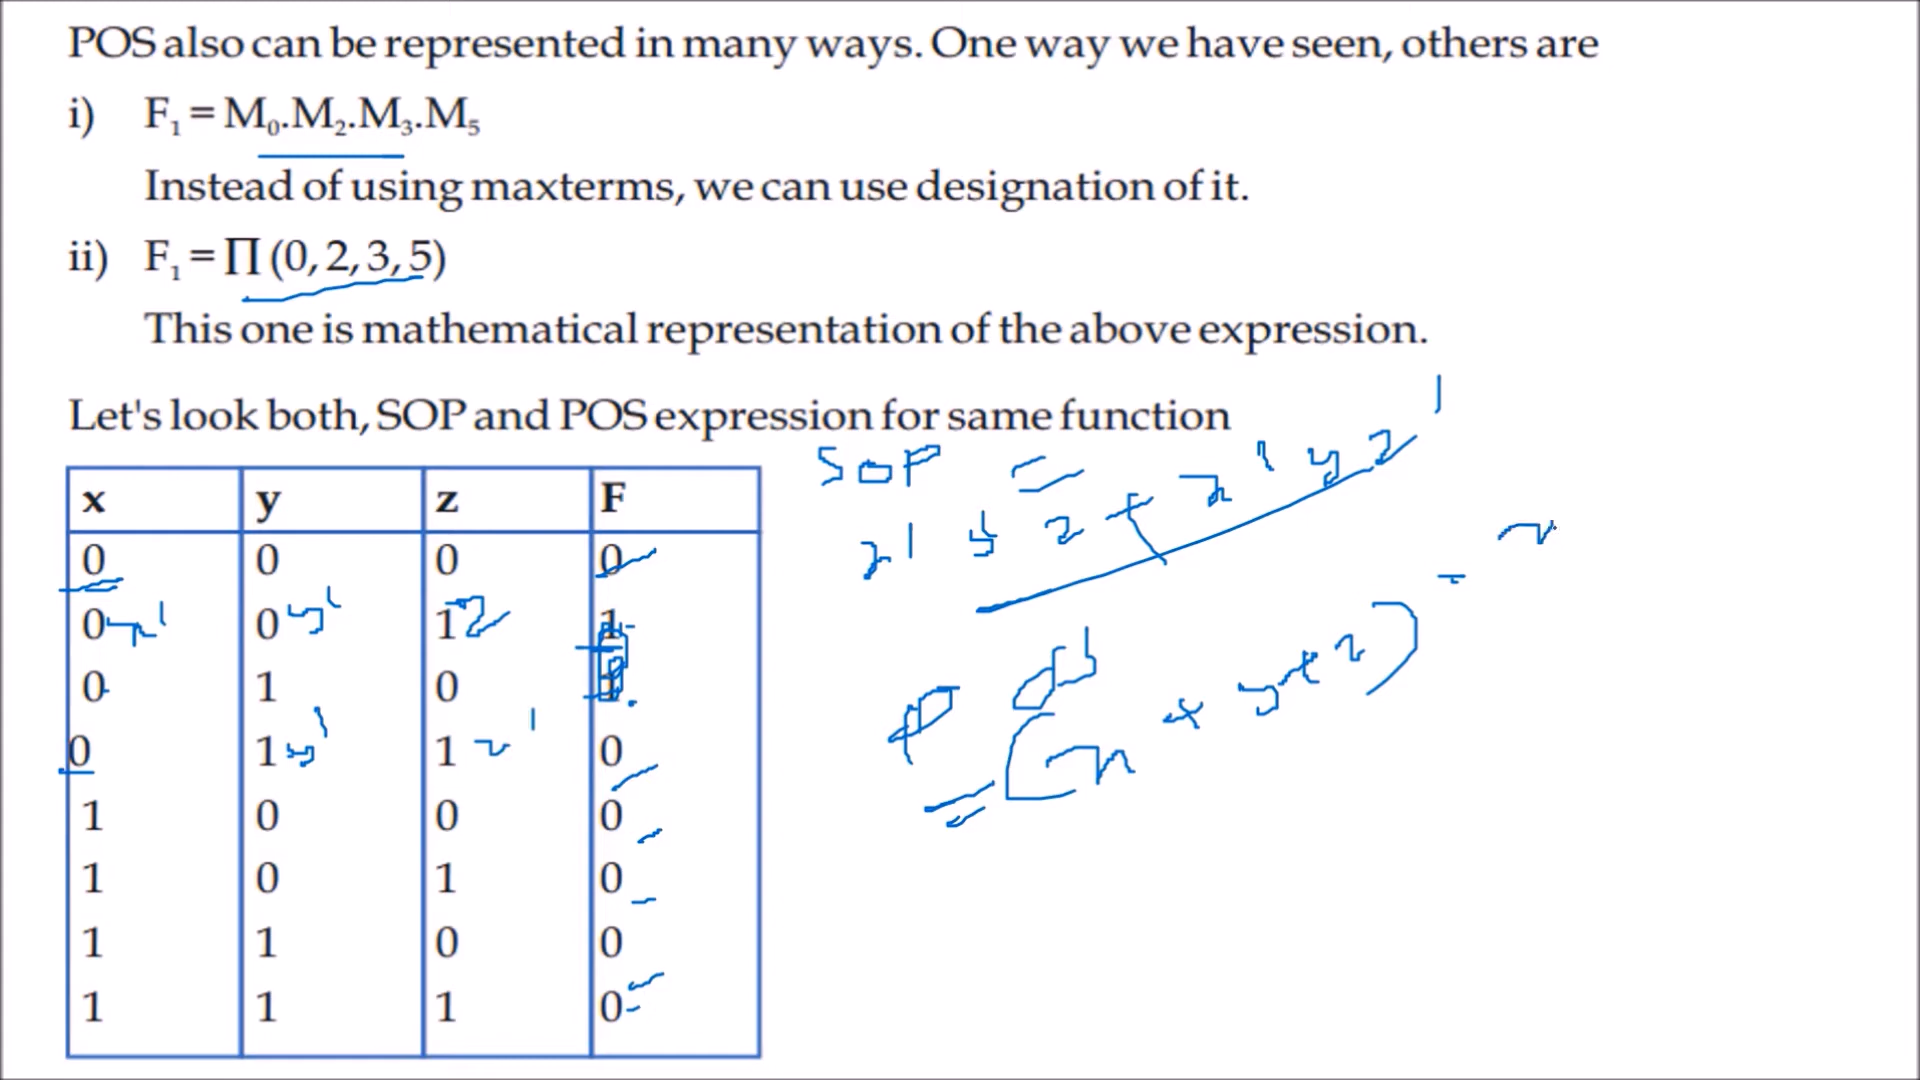 POS also can be represented in many ways. One way we have seen, others are
i) F₁ = M₀.M₂.M₃.M₅
Instead of using maxterms, we can use designation of it.
ii) F₁ = ∏ (0, 2, 3, 5)
This one is mathematical representation of the above expression.
Let's look both, SOP and POS expression for same function
SOP =
x y z F
0 0 0 0
0 x' 0 y' 1 z 1
0 1 0 1
0 1 y' 1 z' 0
1 0 0 0
1 0 1 0
1 1 0 0
1 1 1 0